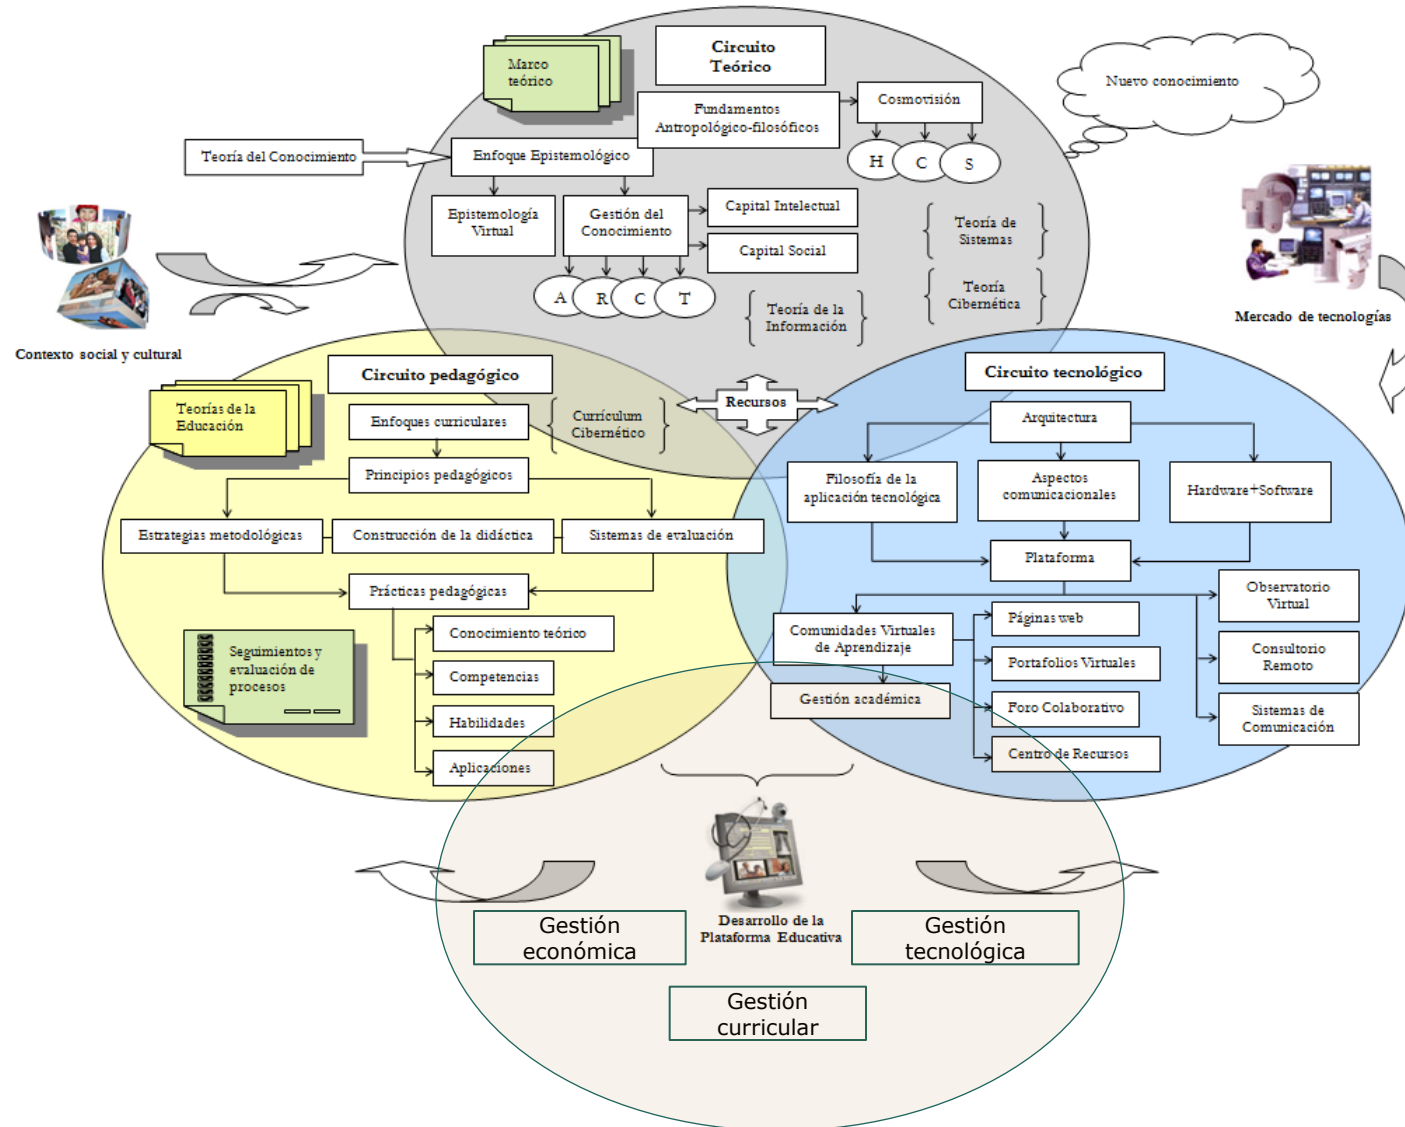 Circuito
Teórico
Marco
teórico
Nuevo conocimiento
Fundamentos
Antropológico-filosóficos
Cosmovisión
H
C
S
Teoría del Conocimiento
Enfoque Epistemológico
Epistemología
Virtual
Gestión del
Conocimiento
Capital Intelectual
Capital Social
A
R
C
T
Teoría de
Sistemas
Teoría
Cibernética
Teoría de la
Información
Contexto social y cultural
Mercado de tecnologías
Circuito pedagógico
Teorías de la
Educación
Enfoques curriculares
Currículum
Cibernético
Recursos
Principios pedagógicos
Estrategias metodológicas
Construcción de la didáctica
Sistemas de evaluación
Prácticas pedagógicas
Conocimiento teórico
Competencias
Habilidades
Aplicaciones
Seguimientos y
evaluación de
procesos
Circuito tecnológico
Arquitectura
Filosofía de la
aplicación tecnológica
Aspectos
comunicacionales
Hardware+Software
Plataforma
Observatorio
Virtual
Comunidades Virtuales
de Aprendizaje
Páginas web
Consultorio
Remoto
Portafolios Virtuales
Gestión académica
Foro Colaborativo
Sistemas de
Comunicación
Centro de Recursos
Desarrollo de la
Plataforma Educativa
Gestión
económica
Gestión
tecnológica
Gestión
curricular